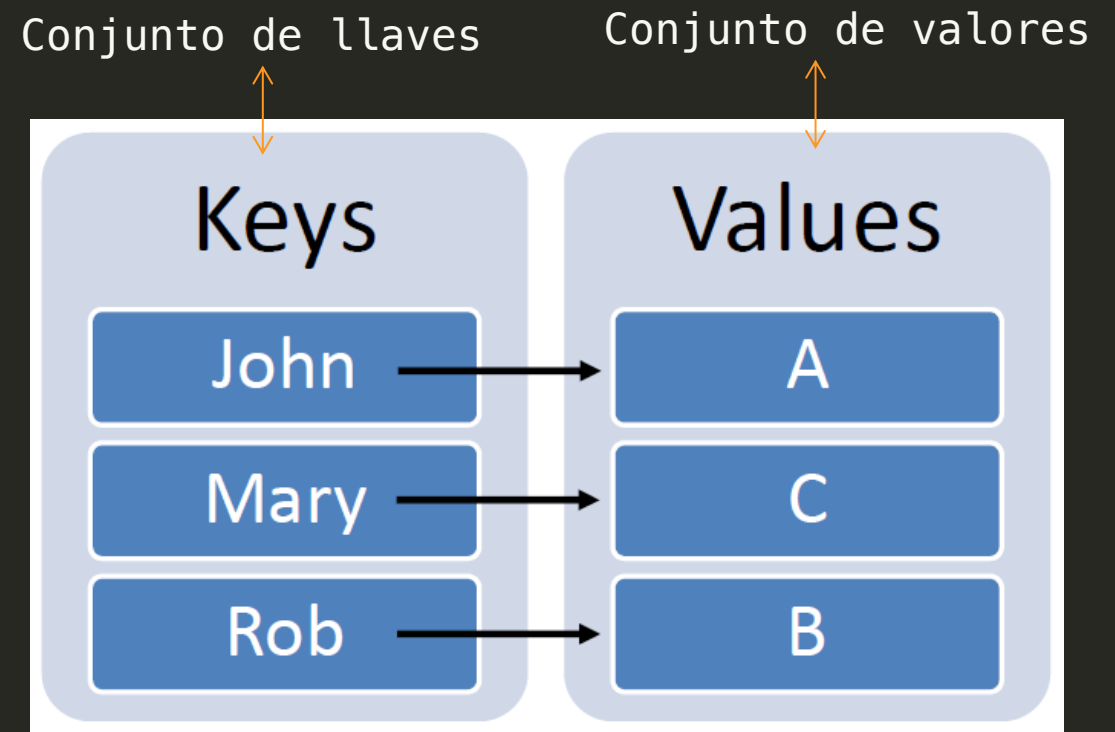 Conjunto de llaves
Conjunto de valores
Keys
Values
John
A
Mary
C
Rob
B